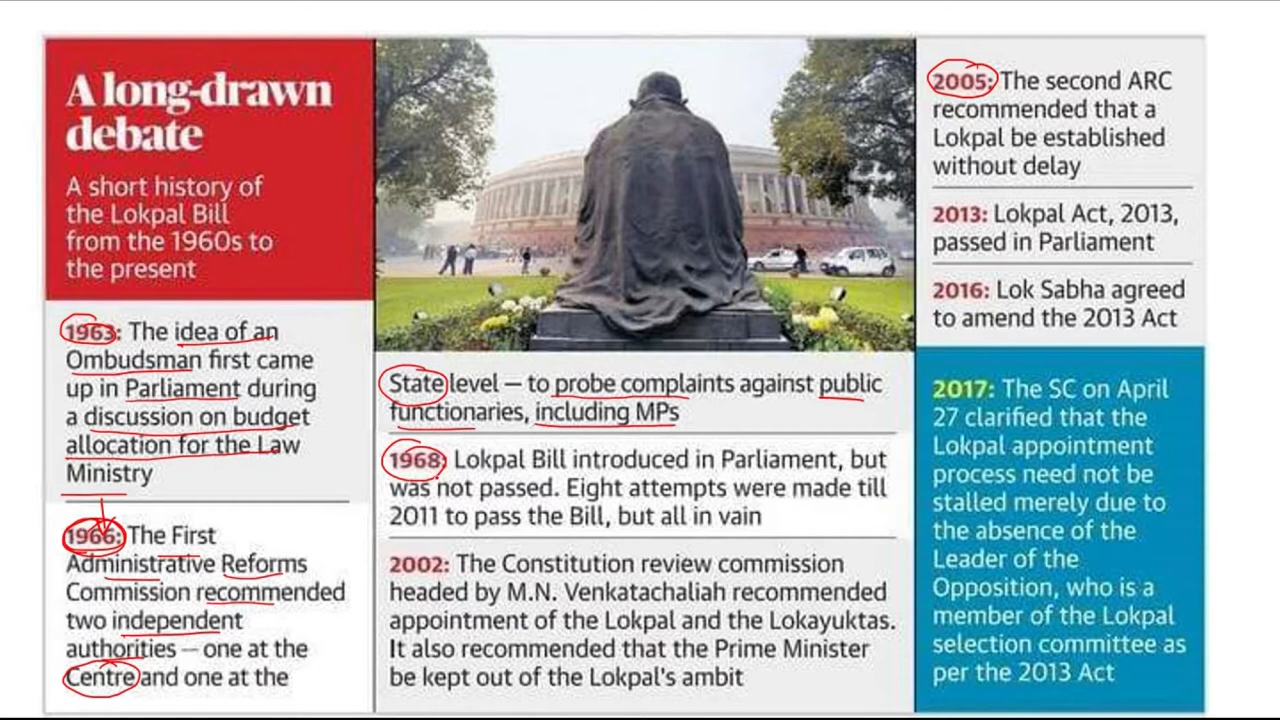 A long-drawn
debate
A short history of
the Lokpal Bill
from the 1960s to
the present
1963: The idea of an
Ombudsman first came
up in Parliament during
a discussion on budget
allocation for the Law
Ministry
1966: The First
Administrative Reforms
Commission recommended
two independent
authorities — one at the
Centre and one at the
State level — to probe complaints against public
functionaries, including MPs
1968: Lokpal Bill introduced in Parliament, but
was not passed. Eight attempts were made till
2011 to pass the Bill, but all in vain
2002: The Constitution review commission
headed by M.N. Venkatachaliah recommended
appointment of the Lokpal and the Lokayuktas.
It also recommended that the Prime Minister
be kept out of the Lokpal's ambit
2005: The second ARC
recommended that a
Lokpal be established
without delay
2013: Lokpal Act, 2013,
passed in Parliament
2016: Lok Sabha agreed
to amend the 2013 Act
2017: The SC on April
27 clarified that the
Lokpal appointment
process need not be
stalled merely due to
the absence of the
Leader of the
Opposition, who is a
member of the Lokpal
selection committee as
per the 2013 Act